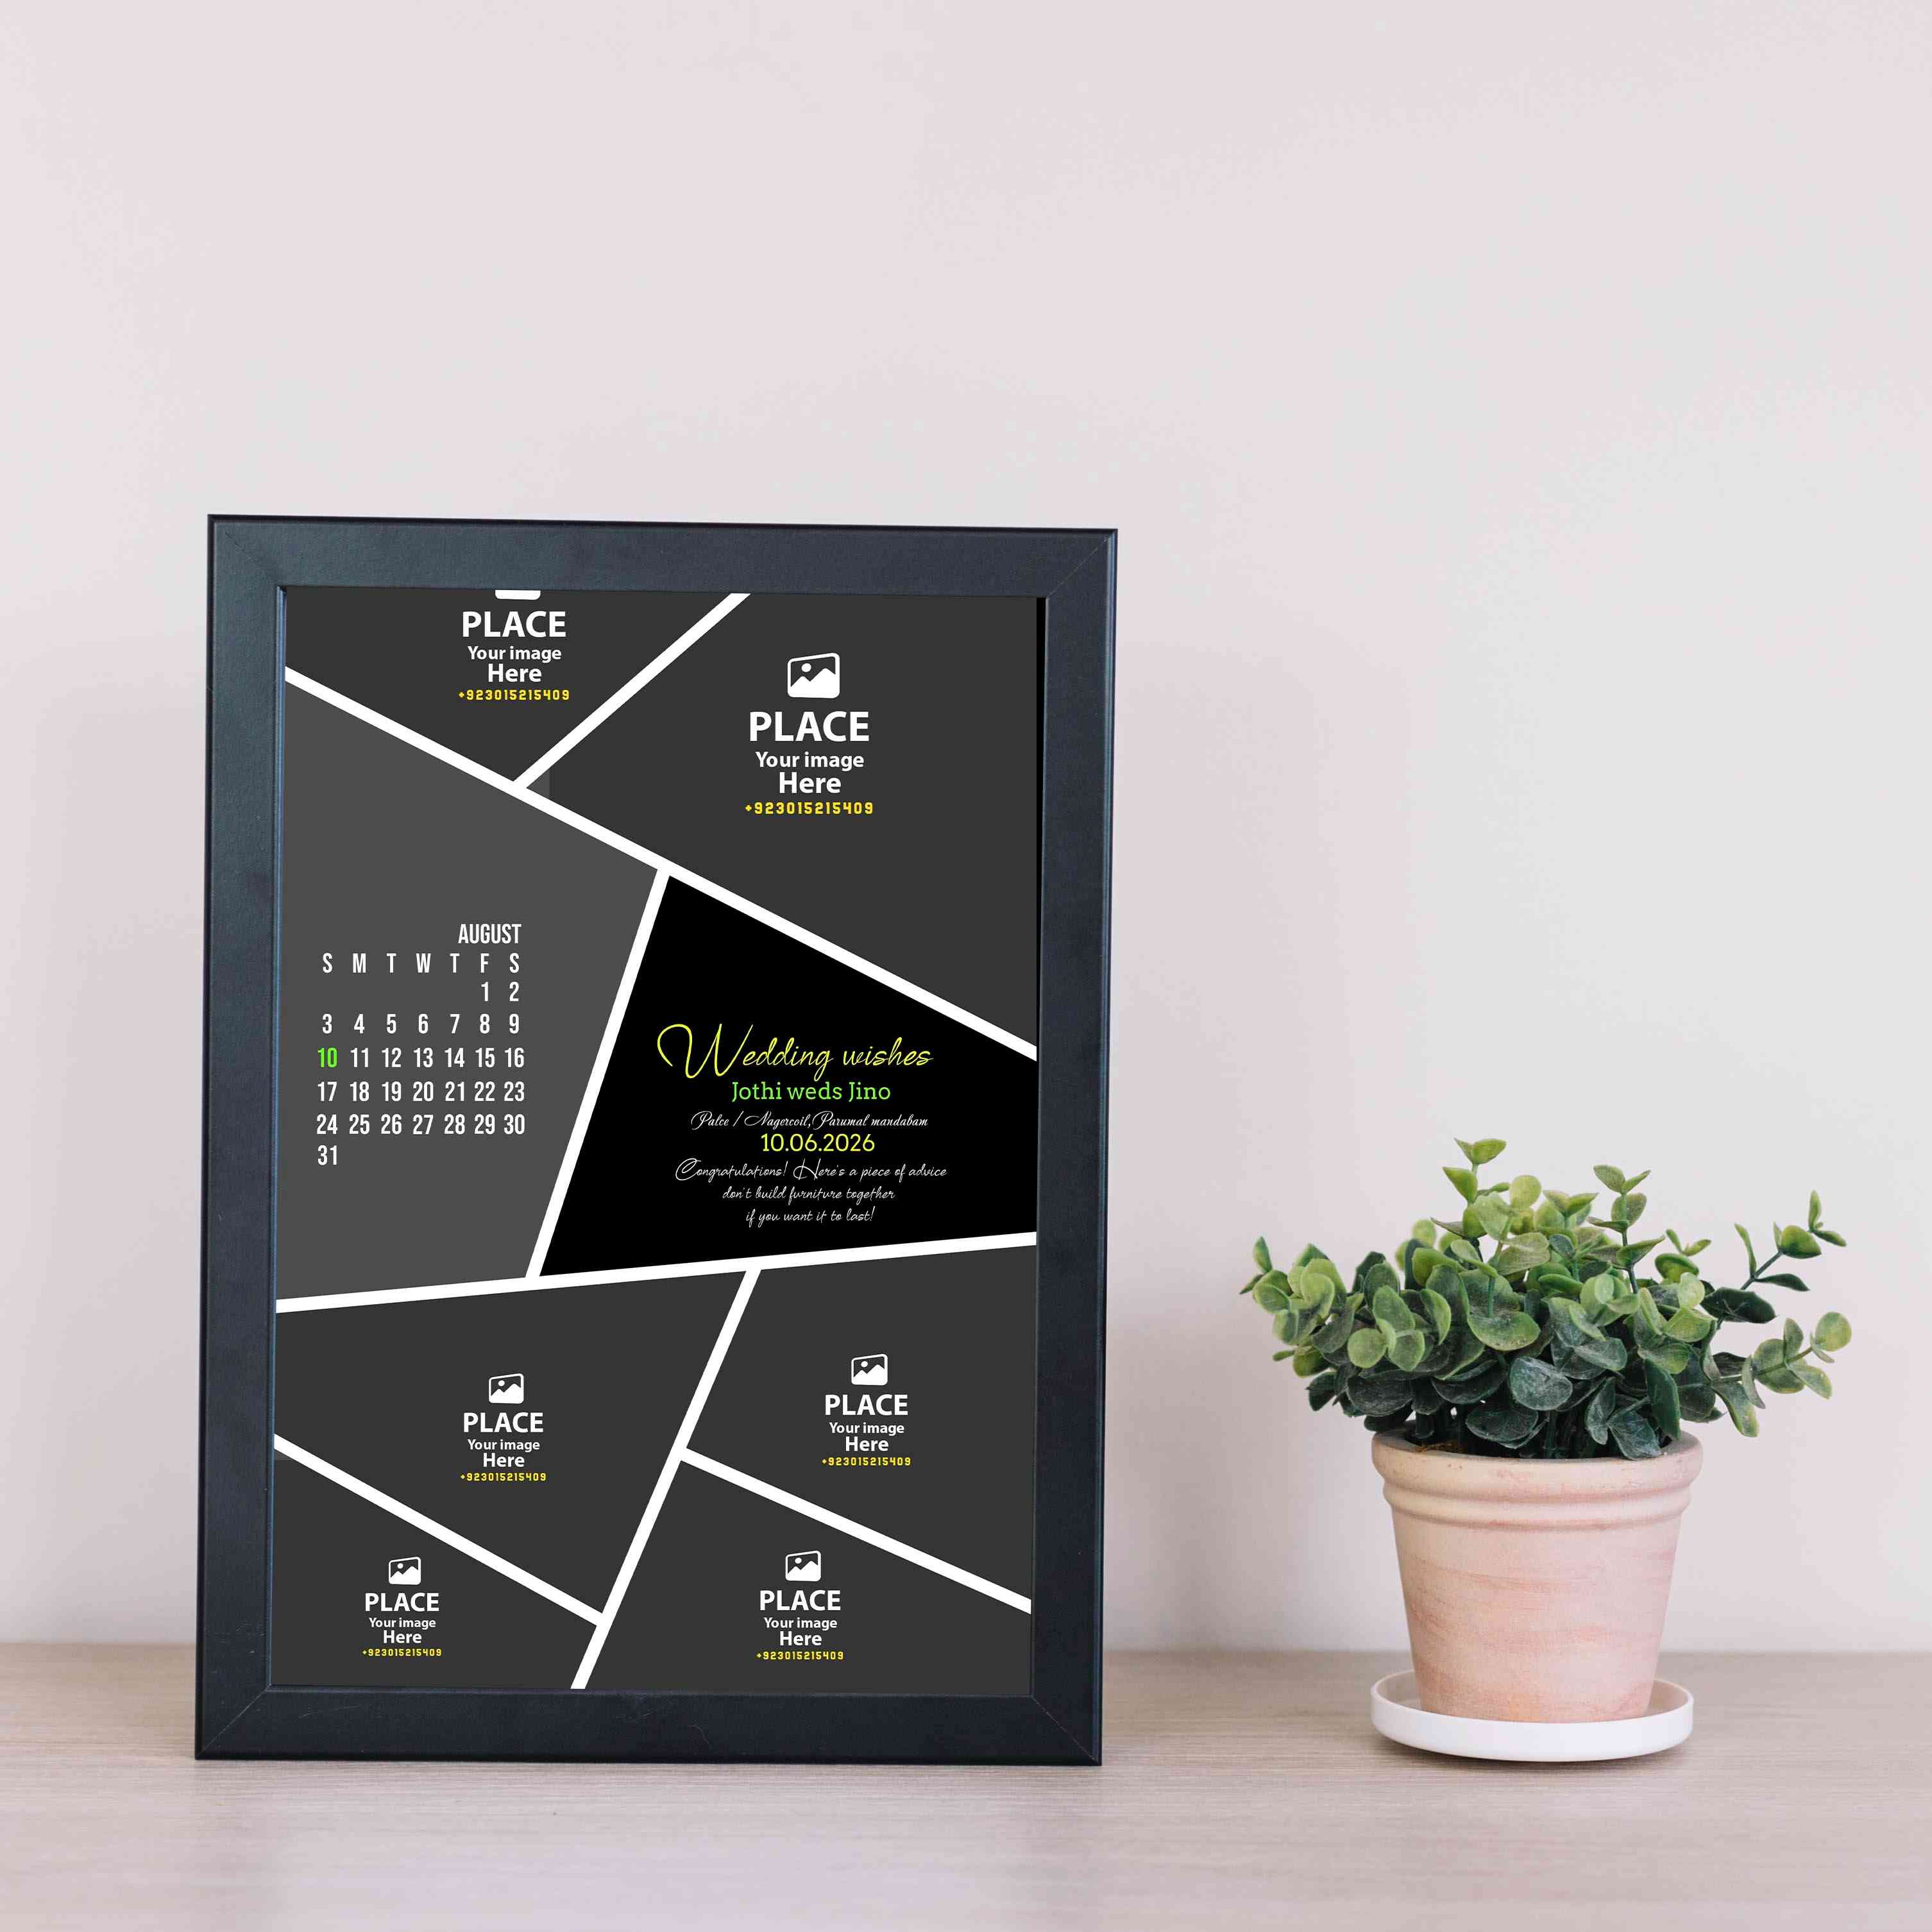 PLACE
Your image
Here
+923015215409
PLACE
Your image
Here
+923015215409
AUGUST
S M T W T F S
1 2
3 4 5 6 7 8 9
10 11 12 13 14 15 16
17 18 19 20 21 22 23
24 25 26 27 28 29 30
31
Wedding wishes
Jothi weds Jino
Palce / Nagercoil, Parumal mandabam
10.06.2026
Congratulations! Here's a piece of advice
don't build furniture together
if you want it to last!
PLACE
Your image
Here
+923015215409
PLACE
Your image
Here
+923015215409
PLACE
Your image
Here
+923015215409
PLACE
Your image
Here
+923015215409